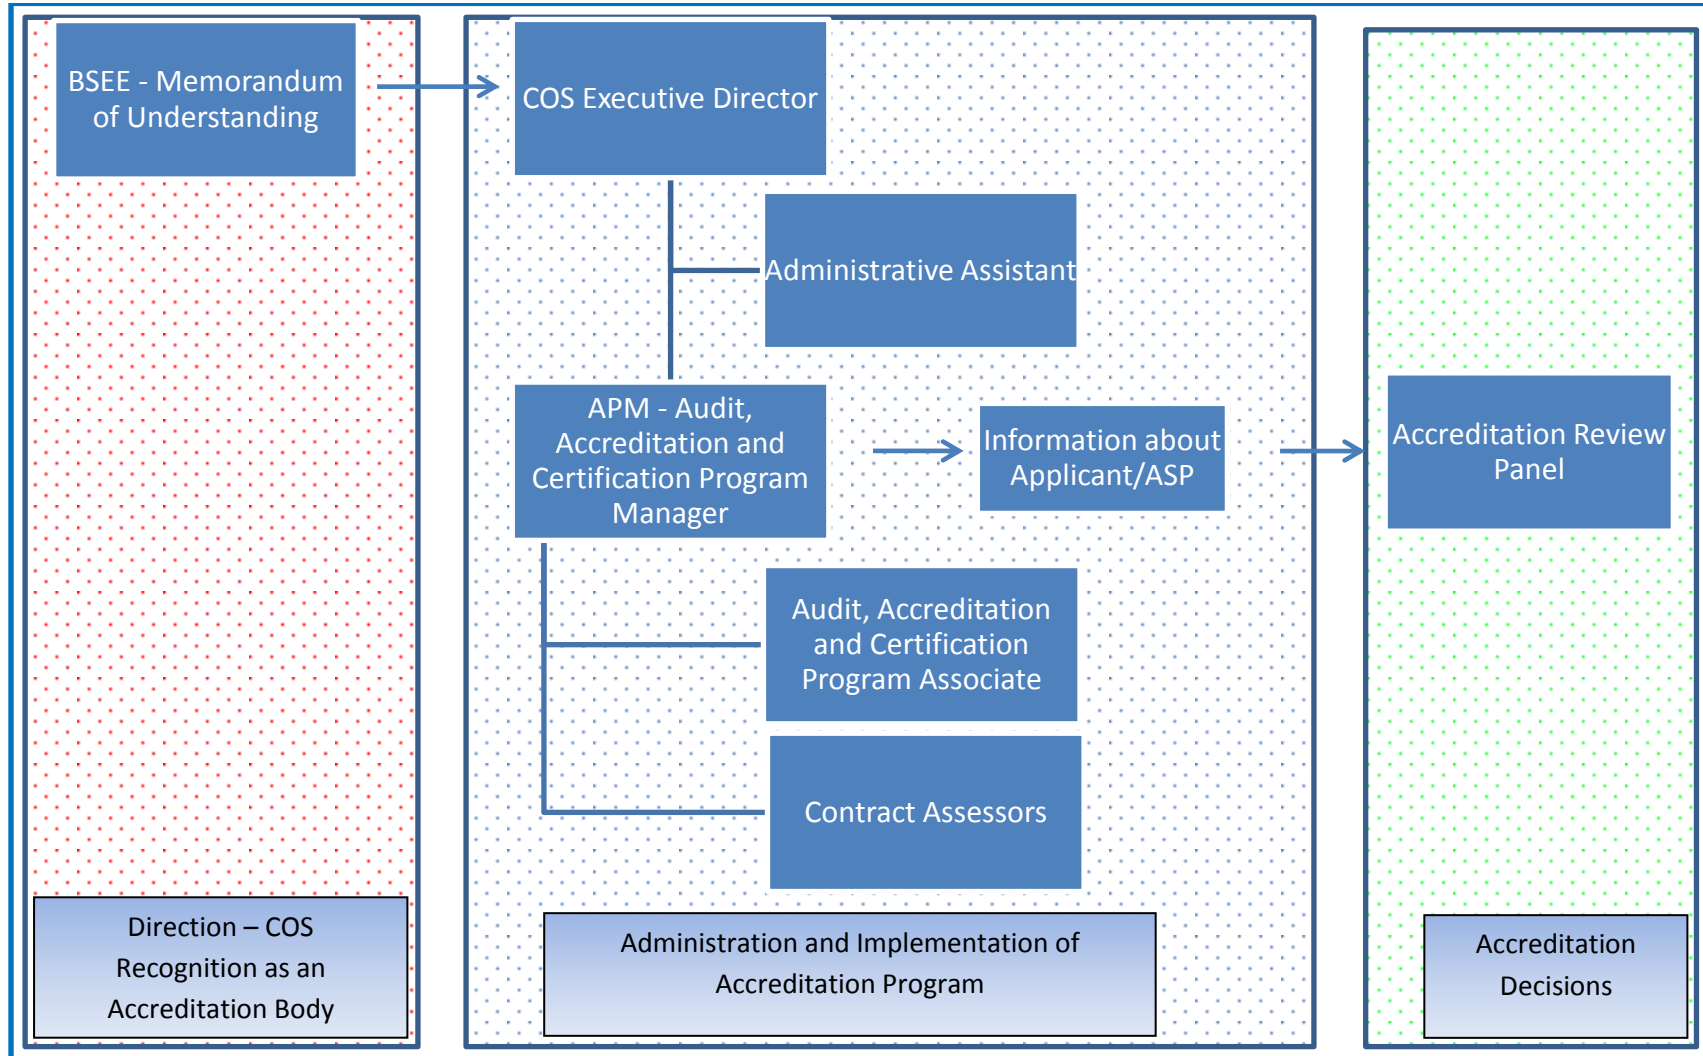 BSEE - Memorandum
of Understanding
COS Executive Director
Administrative Assistant
APM - Audit,
Accreditation and
Certification Program
Manager
Information about
Applicant/ASP
Accreditation Review
Panel
Audit, Accreditation
and Certification
Program Associate
Contract Assessors
Direction – COS
Recognition as an
Accreditation Body
Administration and Implementation of
Accreditation Program
Accreditation
Decisions